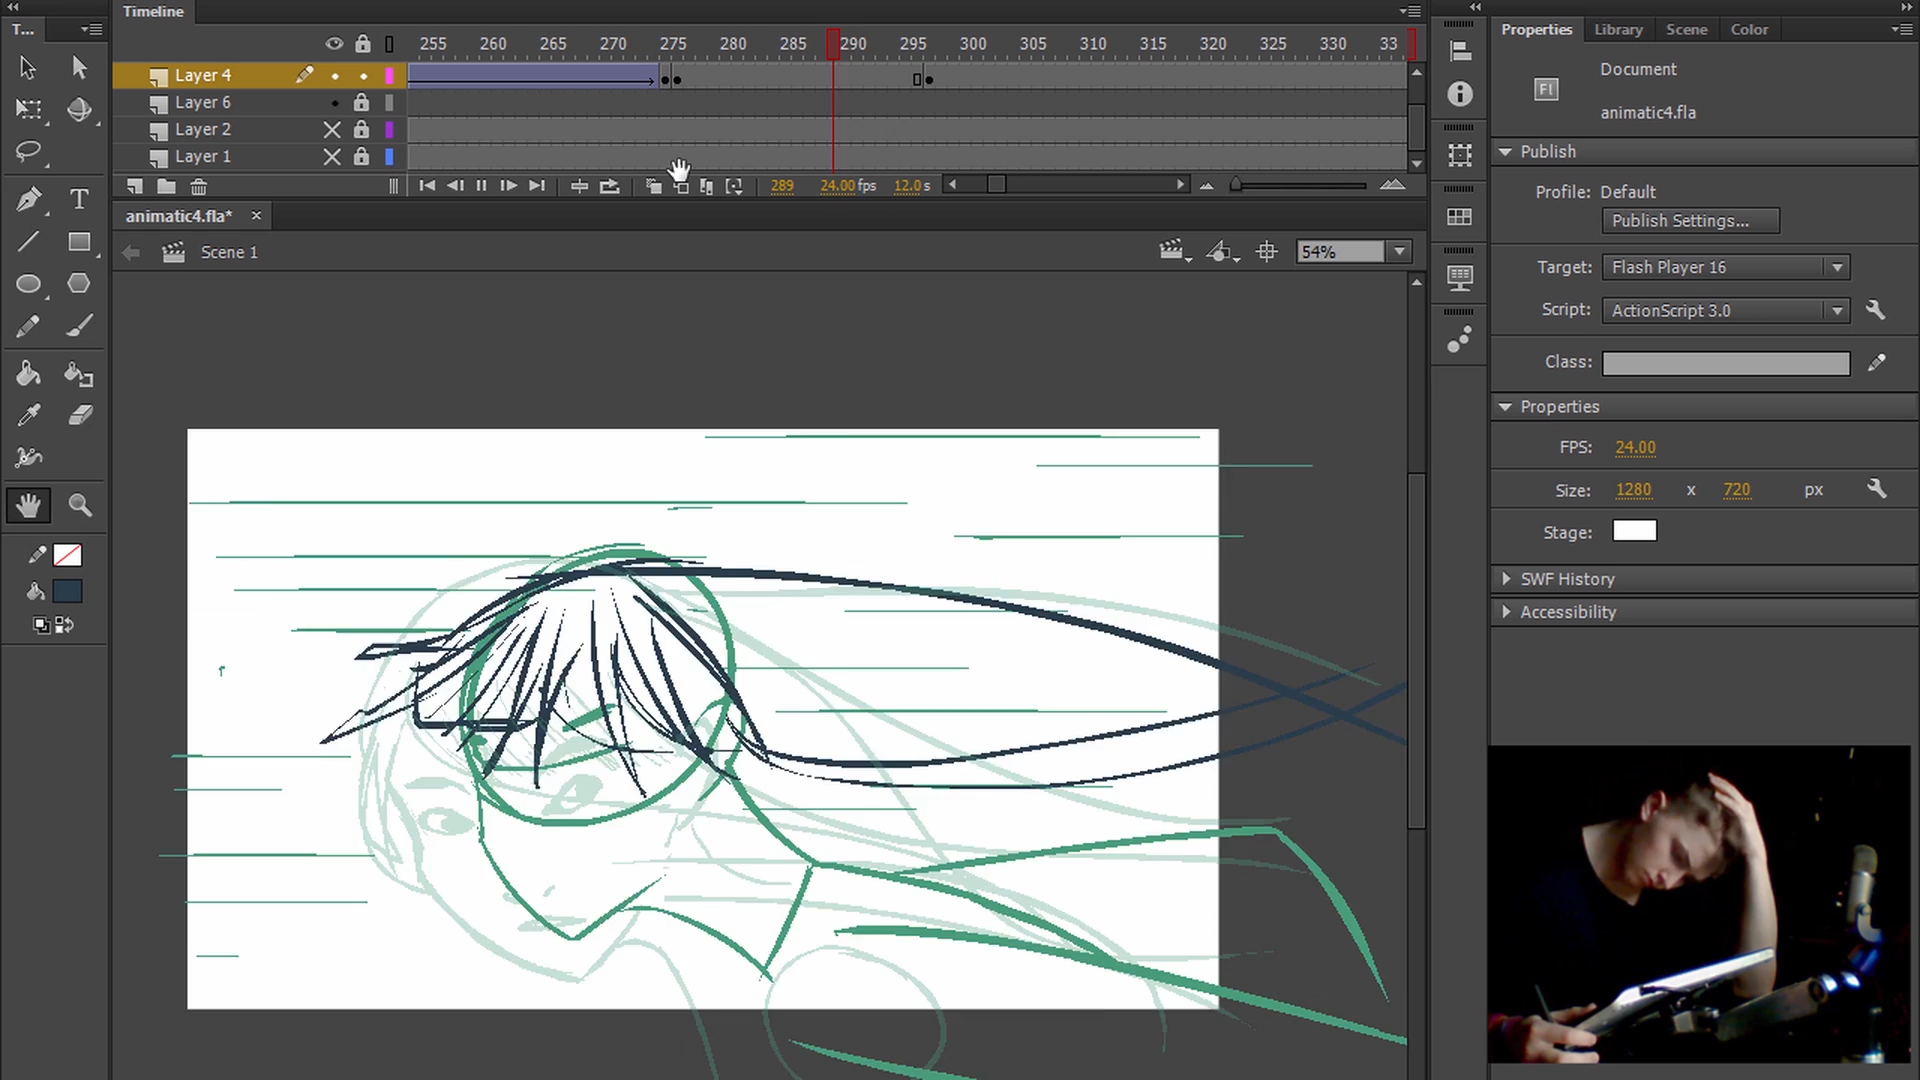 Timeline
T...
255 260 265 270 275 280 285 290 295 300 305 310 315 320 325 330 33
Layer 4
Layer 6
Layer 2
Layer 1
289 24.00 fps 12.0 s
animatic4.fla* ×
Scene 1
54%
Properties Library Scene Color
Fl
Document
animatic4.fla
Publish
Profile: Default
Publish Settings...
Target: Flash Player 16
Script: ActionScript 3.0
Class:
Properties
FPS: 24.00
Size: 1280 x 720 px
Stage:
SWF History
Accessibility